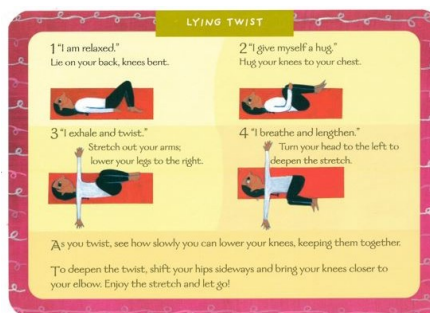 LYING TWIST
1 "I am relaxed."
Lie on your back, knees bent.
2 "I give myself a hug."
Hug your knees to your chest.
3 "I exhale and twist."
Stretch out your arms;
lower your legs to the right.
4 "I breathe and lengthen."
Turn your head to the left to
deepen the stretch.
As you twist, see how slowly you can lower your knees, keeping them together.
To deepen the twist, shift your hips sideways and bring your knees closer to
your elbow. Enjoy the stretch and let go!